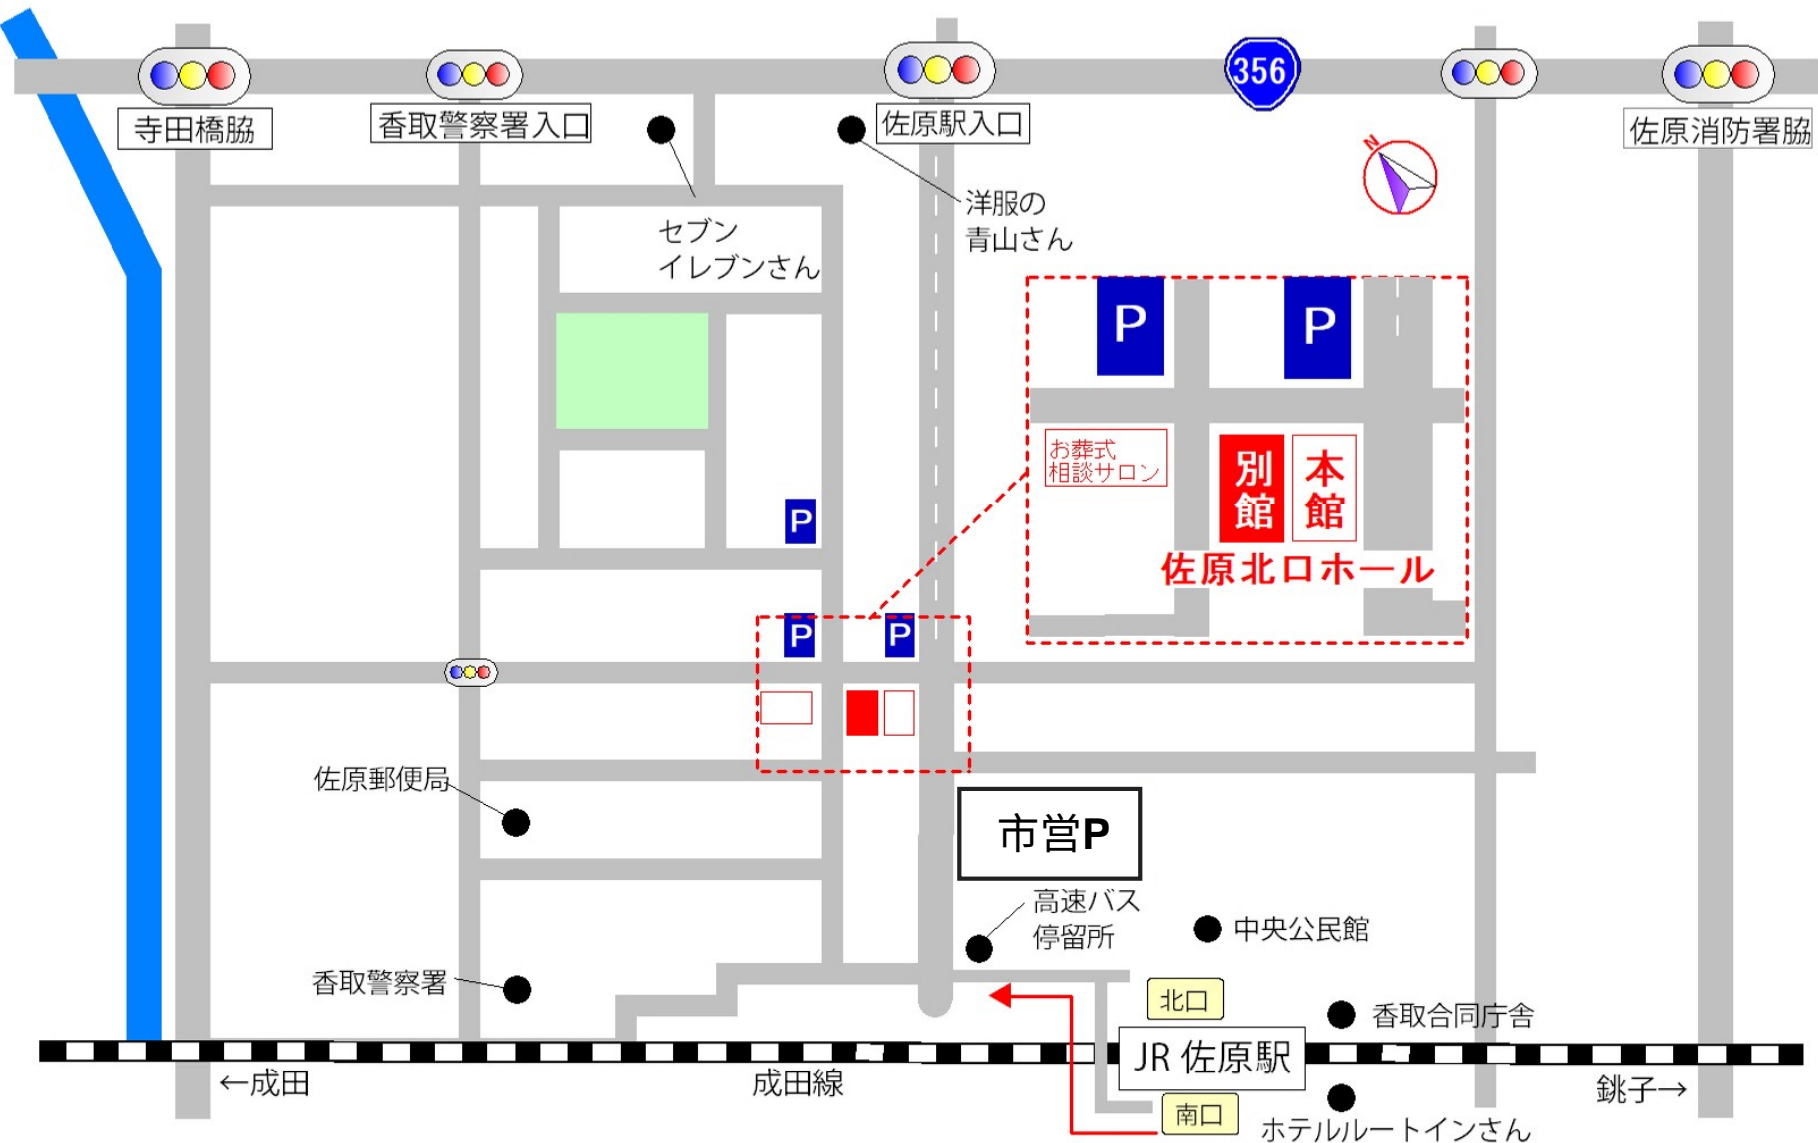 356
寺田橋脇
香取警察署入口
佐原駅入口
佐原消防署脇
N
洋服の
青山さん
セブン
イレブンさん
P
P
お葬式
相談サロン
別館
本館
佐原北口ホール
P
P
P
佐原郵便局
市営P
高速バス
停留所
中央公民館
香取警察署
北口
香取合同庁舎
JR 佐原駅
←成田
成田線
銚子→
南口
ホテルルートインさん